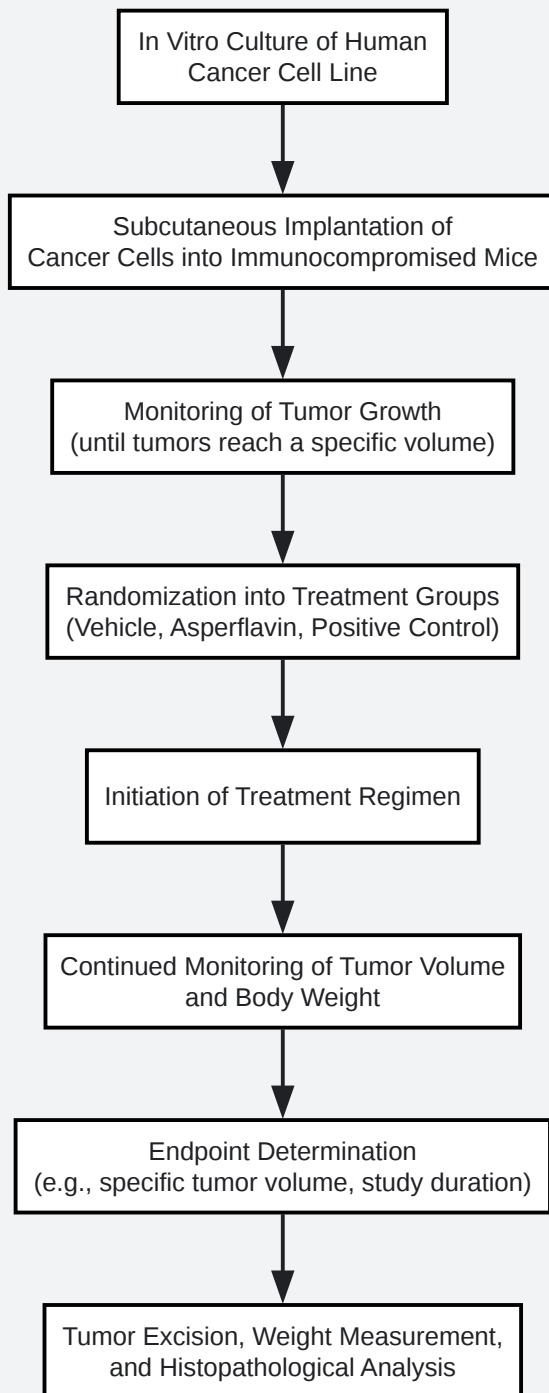 In Vitro Culture of Human
Cancer Cell Line
Subcutaneous Implantation of
Cancer Cells into Immunocompromised Mice
Monitoring of Tumor Growth
(until tumors reach a specific volume)
Randomization into Treatment Groups
(Vehicle, Asperflavin, Positive Control)
Initiation of Treatment Regimen
Continued Monitoring of Tumor Volume
and Body Weight
Endpoint Determination
(e.g., specific tumor volume, study duration)
Tumor Excision, Weight Measurement,
and Histopathological Analysis